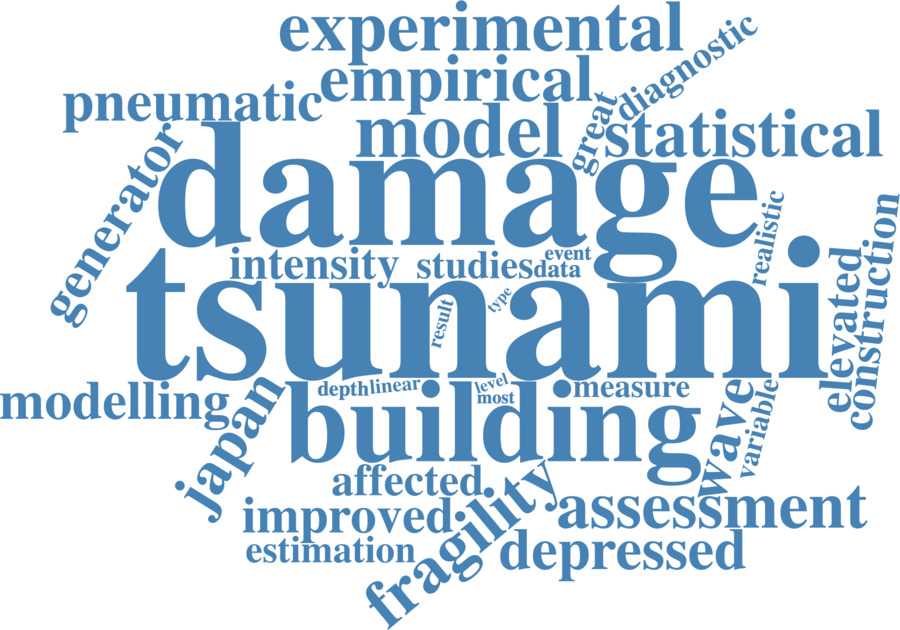 experimental
empirical
diagnostic
pneumatic
great
model
statistical
damage
generator
realistic
construction
intensity
studies
event
data
tsunami
type
result
elevated
modelling
japan
depth
linear
level
most
measure
building
wave
variable
affected
fragility
improved
assessment
estimation
depressed